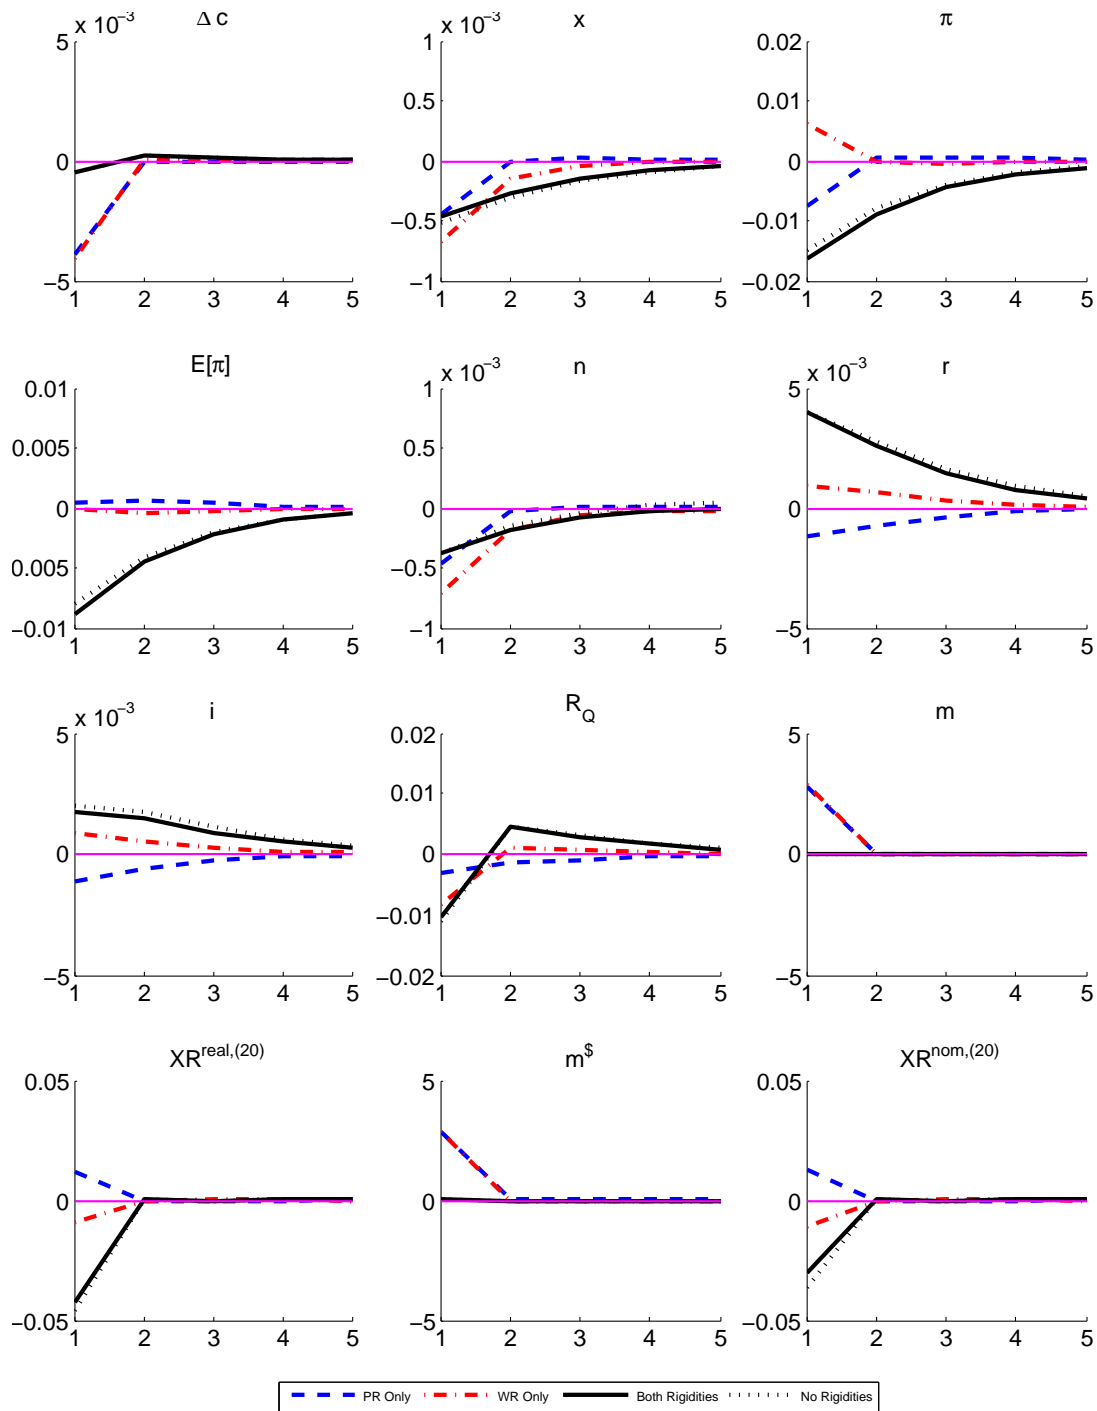 x 10⁻³
Δ c
5
0
−5
1 2 3 4 5
x 10⁻³
x
1
0.5
0
−0.5
−1
1 2 3 4 5
π
0.02
0.01
0
−0.01
−0.02
1 2 3 4 5
E[π]
0.01
0.005
0
0.005
−0.01
1 2 3 4 5
x 10⁻³
n
1
0.5
0
−0.5
−1
1 2 3 4 5
x 10⁻³
r
5
0
−5
1 2 3 4 5
x 10⁻³
i
5
0
−5
1 2 3 4 5
R_Q
0.02
0.01
0
−0.01
−0.02
1 2 3 4 5
m
5
0
−5
1 2 3 4 5
XR^real,(20)
0.05
0
−0.05
1 2 3 4 5
m^$
5
0
−5
1 2 3 4 5
XR^nom,(20)
0.05
0
−0.05
1 2 3 4 5
PR Only WR Only Both Rigidities No Rigidities